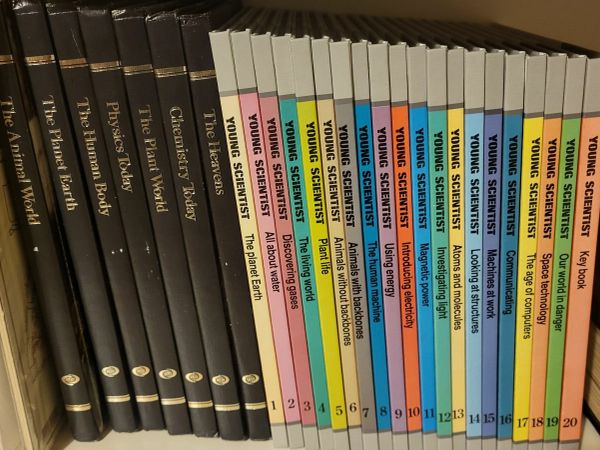 The Animal World
The Planet Earth
The Human Body
Physics Today
The Plant World
Chemistry Today
The Heavens
YOUNG SCIENTIST The planet Earth 1
YOUNG SCIENTIST All about water 2
YOUNG SCIENTIST Discovering gases 3
YOUNG SCIENTIST The living world 4
YOUNG SCIENTIST Plant life 5
YOUNG SCIENTIST Animals without backbones 6
YOUNG SCIENTIST Animals with backbones 7
YOUNG SCIENTIST The human machine 8
YOUNG SCIENTIST Using energy 9
YOUNG SCIENTIST Introducing electricity 10
YOUNG SCIENTIST Magnetic power 11
YOUNG SCIENTIST Investigating light 12
YOUNG SCIENTIST Atoms and molecules 13
YOUNG SCIENTIST Looking at structures 14
YOUNG SCIENTIST Machines at work 15
YOUNG SCIENTIST Communicating 16
YOUNG SCIENTIST The age of computers 17
YOUNG SCIENTIST Space technology 18
YOUNG SCIENTIST Our world in danger 19
YOUNG SCIENTIST Key book 20